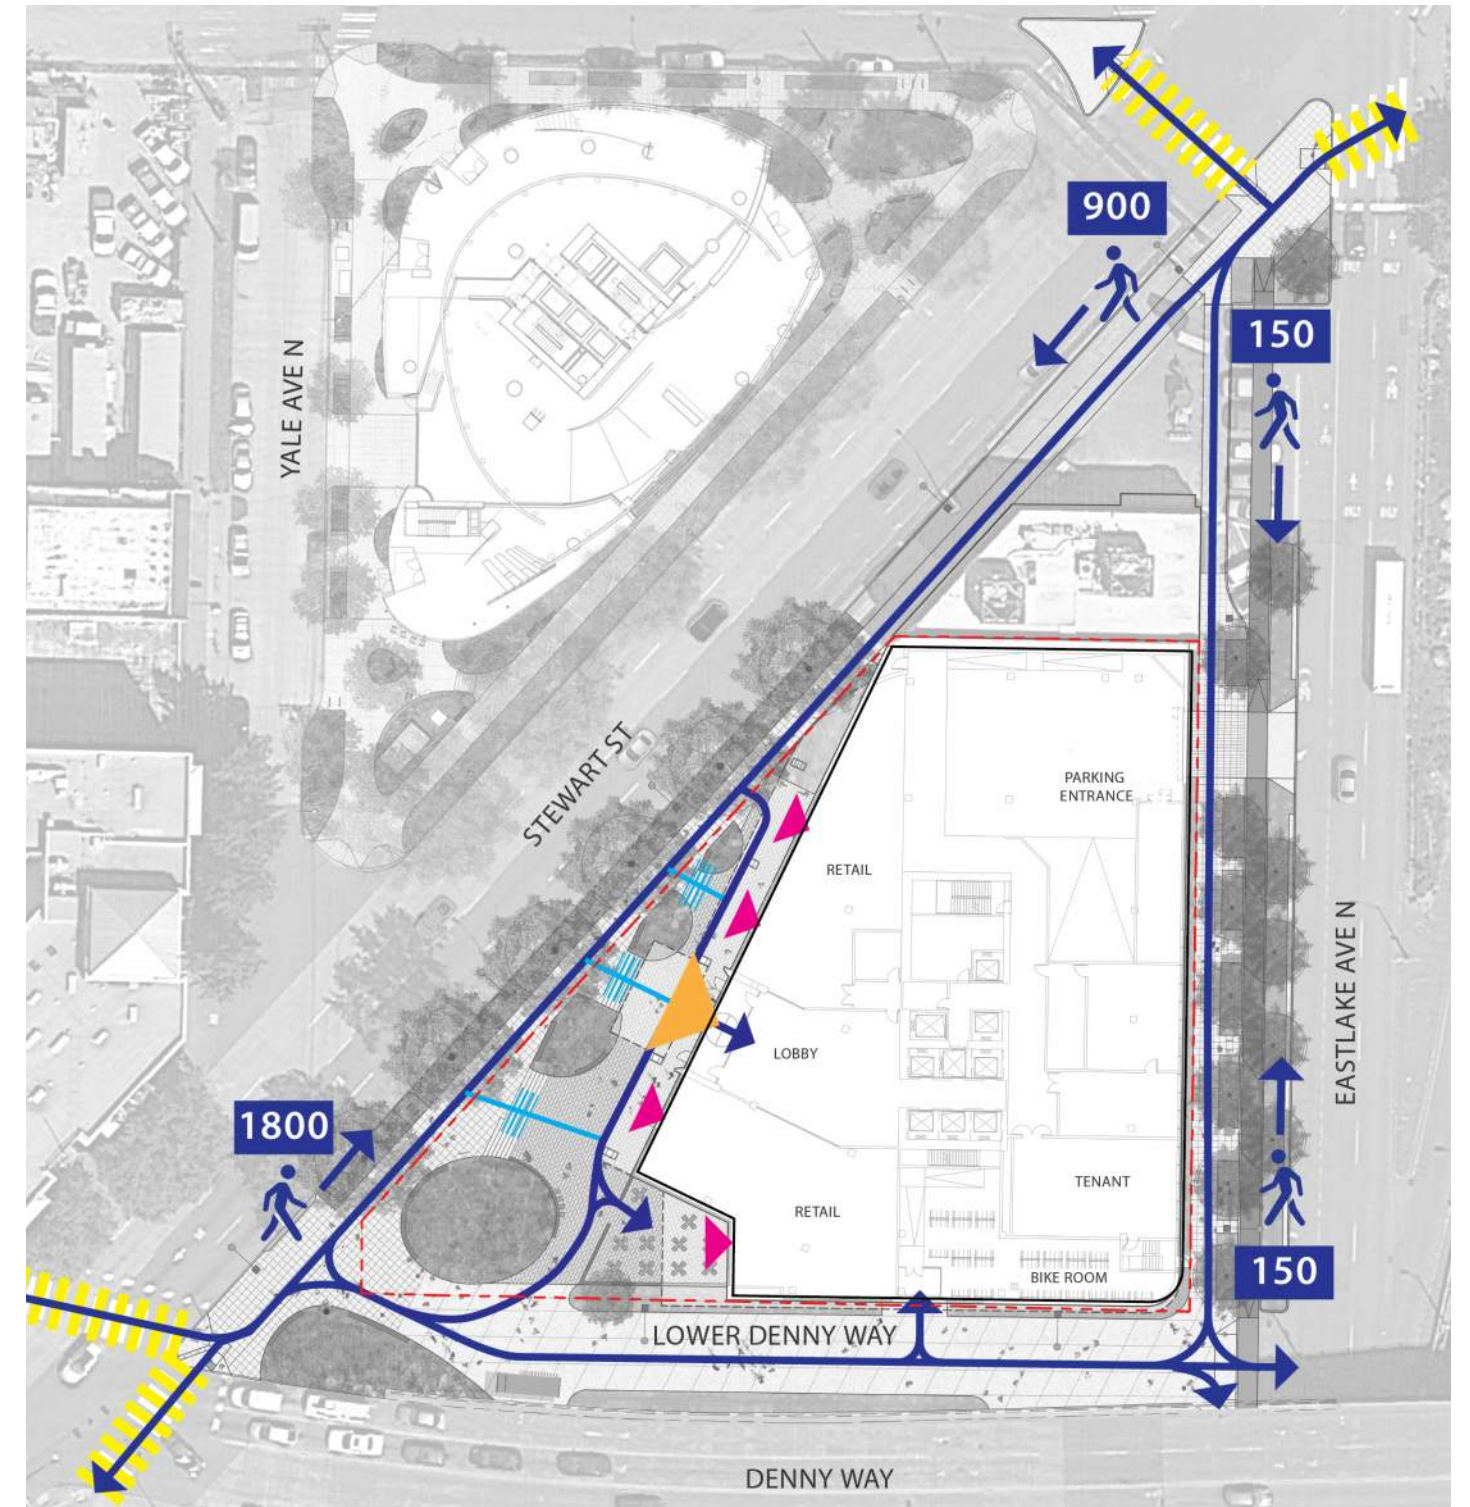 900
150
YALE AVE N
STEWART ST
PARKING
ENTRANCE
RETAIL
EASTLAKE AVE N
LOBBY
1800
TENANT
RETAIL
150
BIKE ROOM
LOWER DENNY WAY
DENNY WAY